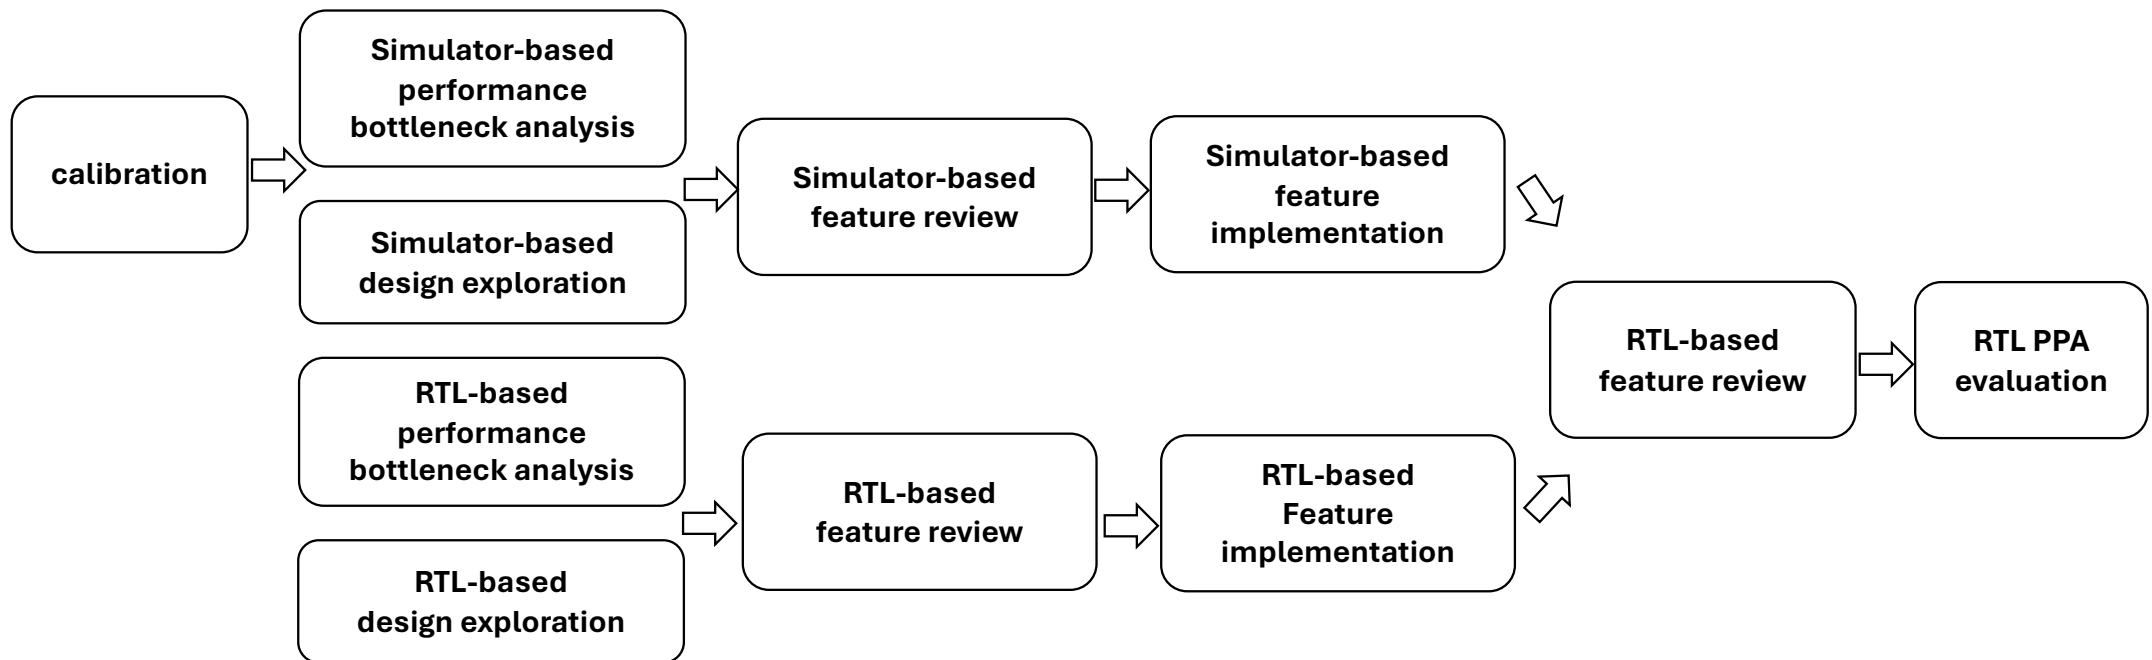 calibration
Simulator-based
performance
bottleneck analysis
Simulator-based
design exploration
Simulator-based
feature review
Simulator-based
feature
implementation
RTL-based
performance
bottleneck analysis
RTL-based
design exploration
RTL-based
feature review
RTL-based
Feature
implementation
RTL-based
feature review
RTL PPA
evaluation